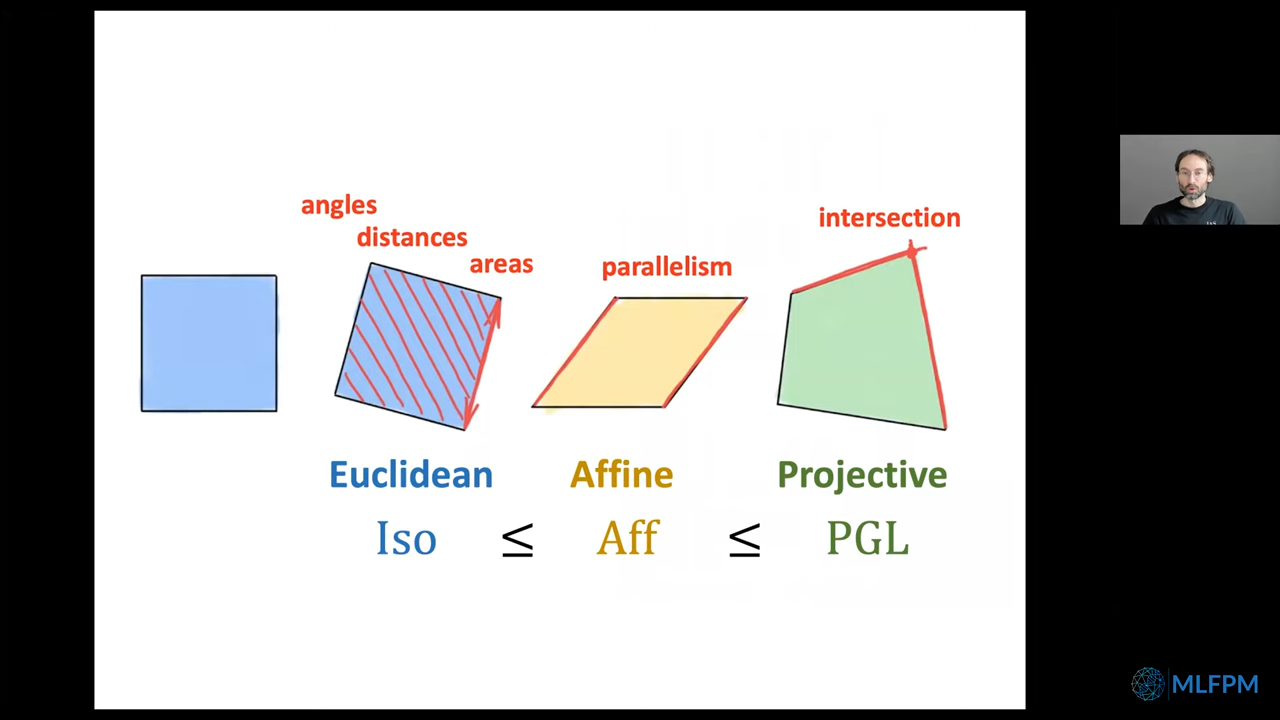 angles
distances
areas
parallelism
intersection
Euclidean Affine Projective
Iso ≤ Aff ≤ PGL
MLFPM